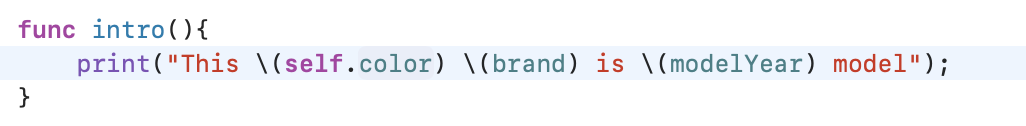 func intro(){
    print("This \(self.color) \(brand) is \(modelYear) model");
}